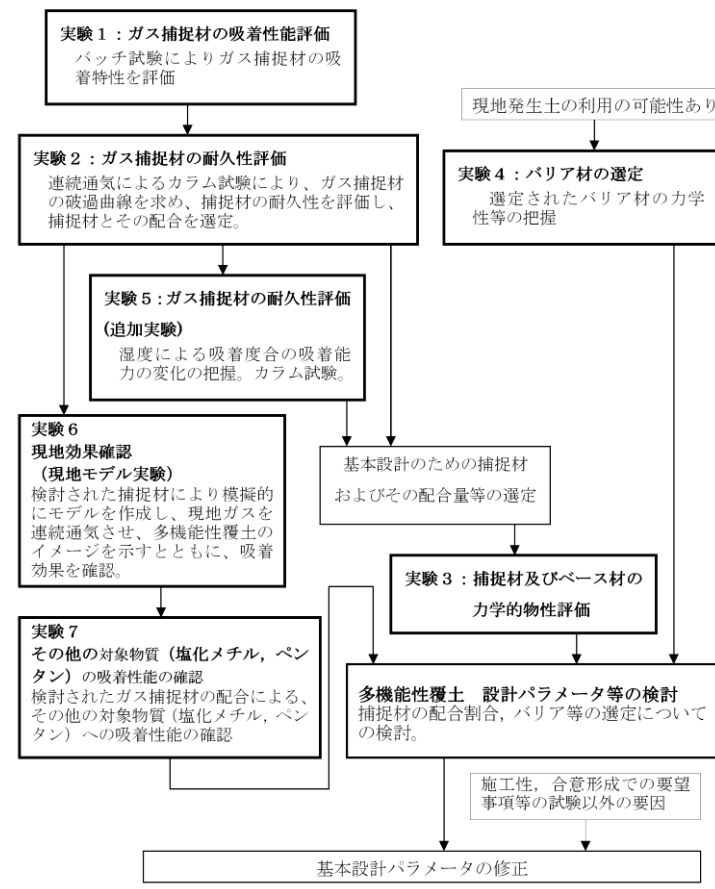 実験１：ガス捕捉材の吸着性能評価
バッチ試験によりガス捕捉材の吸
着特性を評価
現地発生土の利用の可能性あり
実験２：ガス捕捉材の耐久性評価
連続通気によるカラム試験により、ガス捕捉材
の破過曲線を求め、捕捉材の耐久性を評価し、
捕捉材とその配合を選定。
実験４：バリア材の選定
選定されたバリア材の力学
性等の把握
実験５：ガス捕捉材の耐久性評価
(追加実験)
湿度による吸着度合の吸着能
力の変化の把握。カラム試験。
実験６
現地効果確認
（現地モデル実験）
検討された捕捉材により模擬的
にモデルを作成し、現地ガスを
連続通気させ、多機能性覆土の
イメージを示すとともに、吸着
効果を確認。
基本設計のための捕捉材
およびその配合量等の選定
実験３：捕捉材及びベース材の
力学的物性評価
実験７
その他の対象物質（塩化メチル，ペン
タン）の吸着性能の確認
検討されたガス捕捉材の配合による、
その他の対象物質（塩化メチル，ペン
タン）への吸着性能の確認
多機能性覆土　設計パラメータ等の検討
捕捉材の配合割合，バリア等の選定について
の検討。
施工性，合意形成での要望
事項等の試験以外の要因
基本設計パラメータの修正